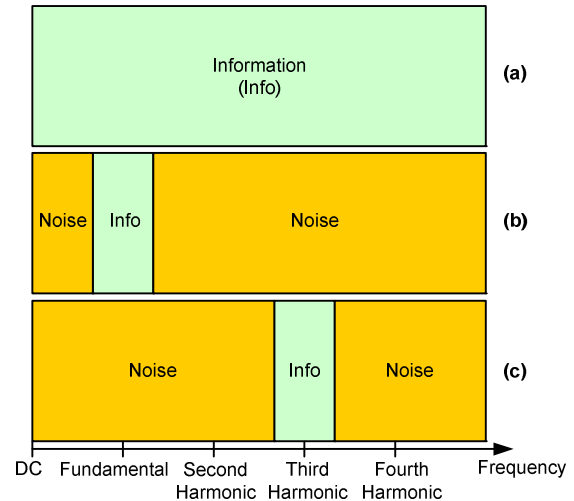 Information
(Info)
(a)
Noise Info Noise (b)
Noise Info Noise (c)
DC Fundamental Second Harmonic Third Harmonic Fourth Harmonic Frequency